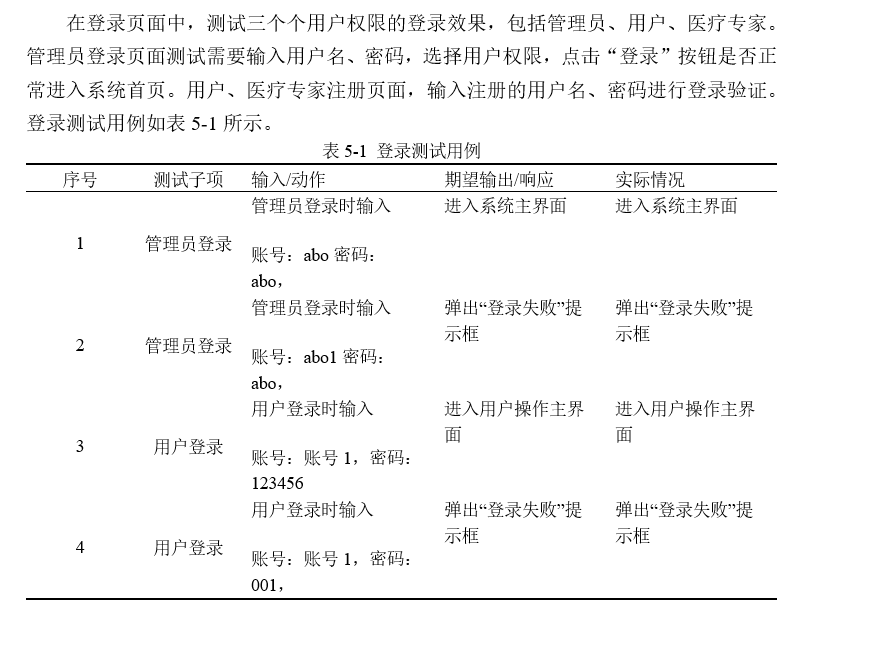 在登录页面中，测试三个个用户权限的登录效果，包括管理员、用户、医疗专家。
管理员登录页面测试需要输入用户名、密码，选择用户权限，点击“登录”按钮是否正
常进入系统首页。用户、医疗专家注册页面，输入注册的用户名、密码进行登录验证。
登录测试用例如表 5-1 所示。
表 5-1 登录测试用例
序号 测试子项 输入/动作 期望输出/响应 实际情况
管理员登录时输入 进入系统主界面 进入系统主界面
1 管理员登录
账号：abo 密码：
abo，
管理员登录时输入 弹出“登录失败”提 弹出“登录失败”提
示框 示框
2 管理员登录
账号：abo1 密码：
abo，
用户登录时输入 进入用户操作主界 进入用户操作主界
面 面
3 用户登录
账号：账号 1，密码：
123456
用户登录时输入 弹出“登录失败”提 弹出“登录失败”提
示框 示框
4 用户登录
账号：账号 1，密码：
001，